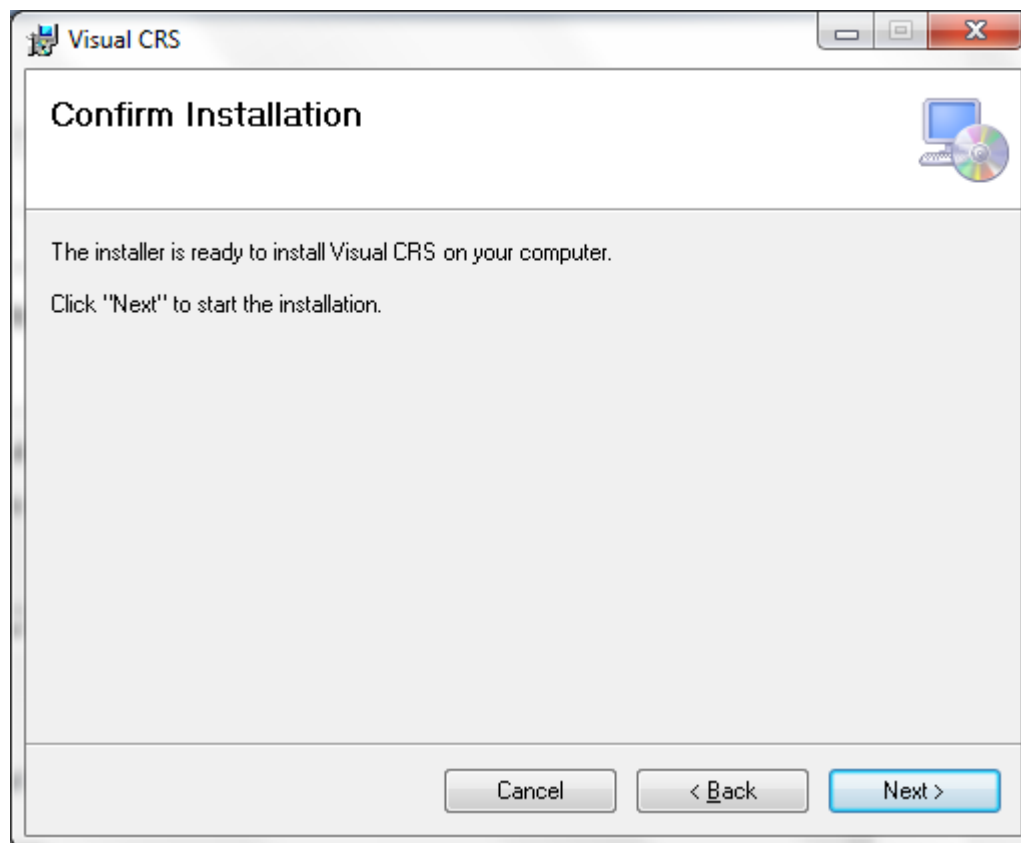 Visual CRS
Confirm Installation
The installer is ready to install Visual CRS on your computer.
Click "Next" to start the installation.
Cancel
< Back
Next >